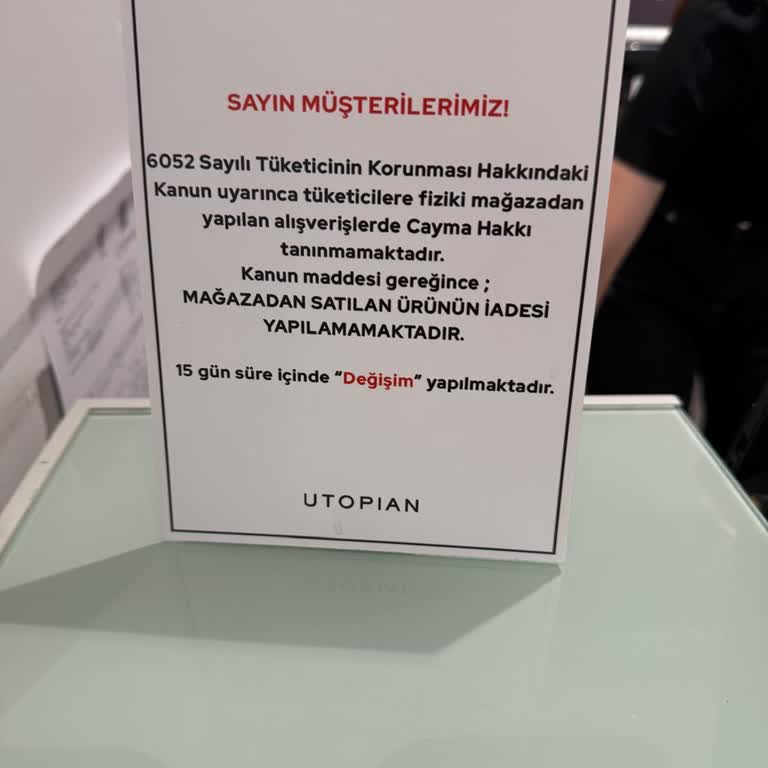 SAYIN MÜŞTERİLERİMİZ!
6052 Sayılı Tüketicinin Korunması Hakkındaki
Kanun uyarınca tüketicilere fiziki mağazadan
yapılan alışverişlerde Cayma Hakkı
tanınmamaktadır.
Kanun maddesi gereğince ;
MAĞAZADAN SATILAN ÜRÜNÜN İADESİ
YAPILAMAMAKTADIR.
15 gün süre içinde “Değişim” yapılmaktadır.
UTOPIAN